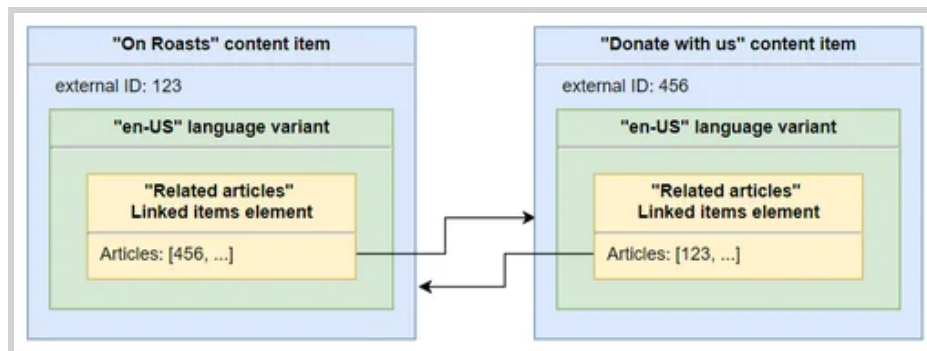 "On Roasts" content item
external ID: 123
"en-US" language variant
"Related articles"
Linked items element
Articles: [456, ...]
"Donate with us" content item
external ID: 456
"en-US" language variant
"Related articles"
Linked items element
Articles: [123, ...]